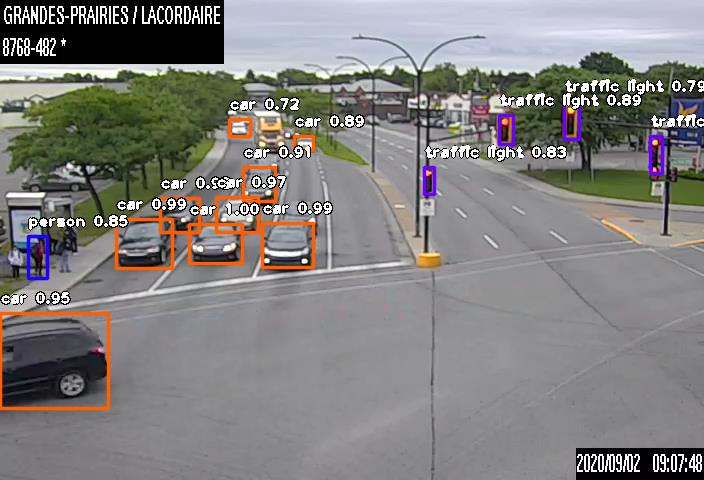 GRANDES-PRAIRIES / LACORDAIRE
8768-482 *
traffic light 0.79
car 0.72
traffic light 0.89
car 0.89
traffic
car 0.91
traffic light 0.83
car 0.97
car 0.99
car 1.00
car 0.99
person 0.85
car 0.95
2020/09/02 09:07:48